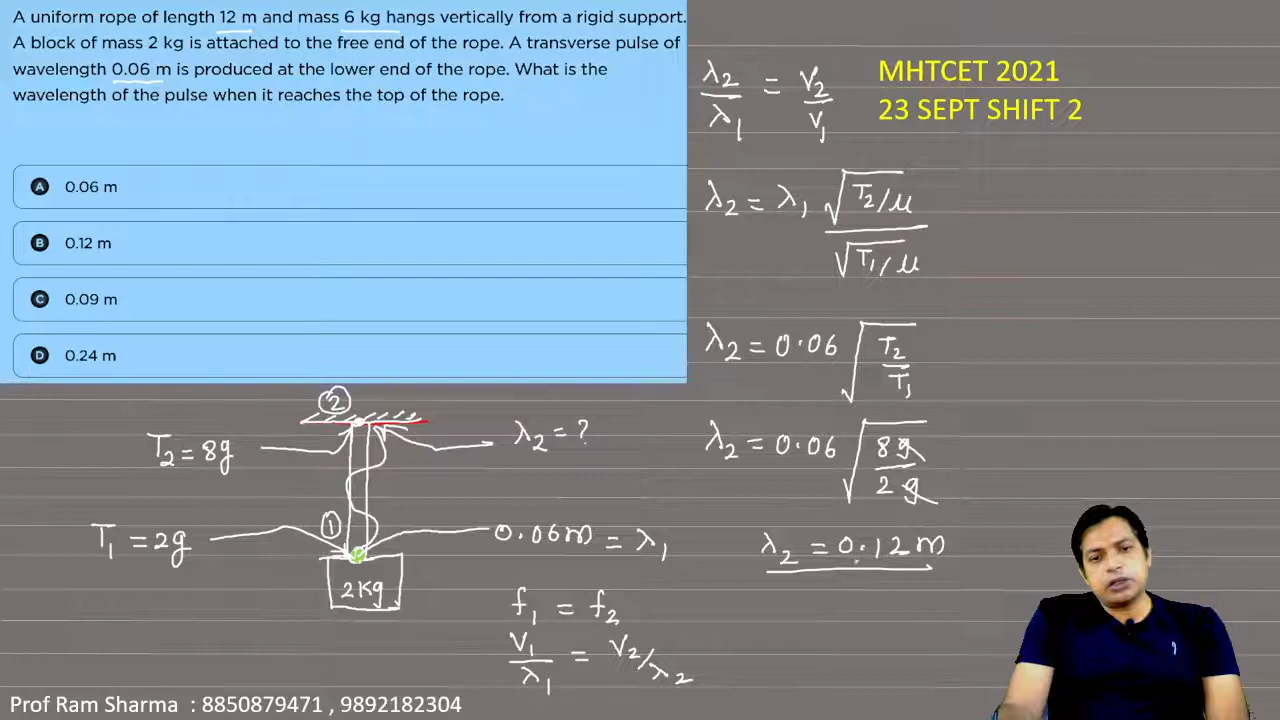 A uniform rope of length 12 m and mass 6 kg hangs vertically from a rigid support.
A block of mass 2 kg is attached to the free end of the rope. A transverse pulse of
wavelength 0.06 m is produced at the lower end of the rope. What is the
wavelength of the pulse when it reaches the top of the rope.
A 0.06 m
B 0.12 m
C 0.09 m
D 0.24 m
MHTCET 2021
23 SEPT SHIFT 2
λ2/λ1 = V2/V1
λ2 = λ1 √T2/μ / √T1/μ
λ2 = 0.06 √T2/T1
λ2 = 0.06 √8g/2g
λ2 = 0.12m
2
T2 = 8g
λ2 = ?
1
T1 = 2g
0.06m = λ1
2Kg
f1 = f2
V1/λ1 = V2/λ2
Prof Ram Sharma : 8850879471 , 9892182304